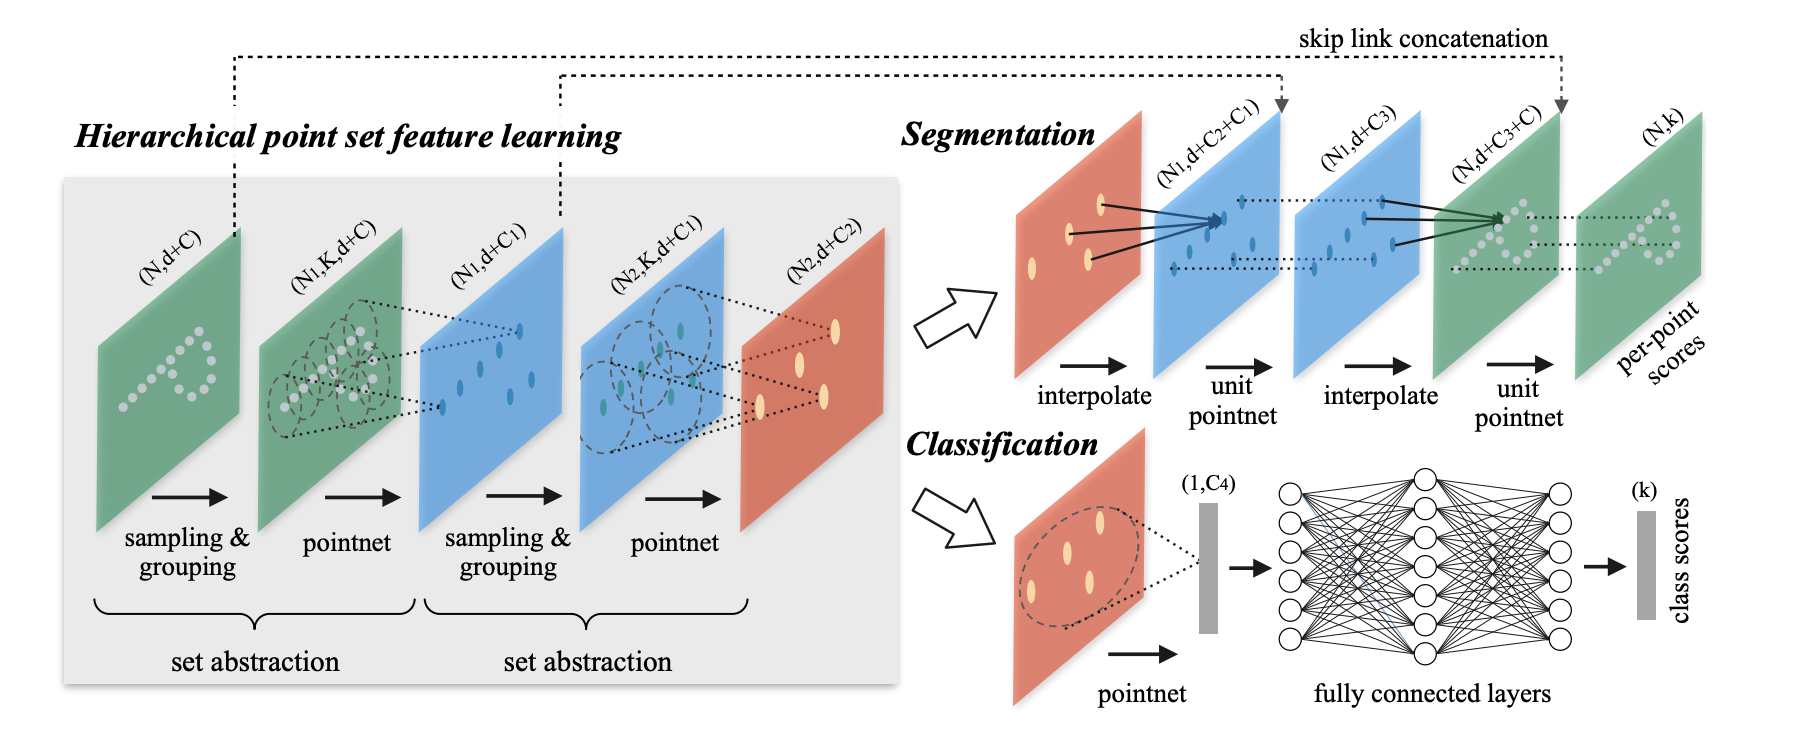 skip link concatenation
Hierarchical point set feature learning
(N,d+C)
(N1,K,d+C)
(N1,d+C1)
(N2,K,d+C1)
(N2,d+C2)
sampling &
grouping
pointnet
sampling &
grouping
pointnet
set abstraction
set abstraction
Segmentation
(N1,d+C2+C1)
(N1,d+C3)
(N,d+C3+C)
(N,k)
interpolate
unit
pointnet
interpolate
unit
pointnet
per-point
scores
Classification
(1,C4)
(k)
class scores
pointnet
fully connected layers